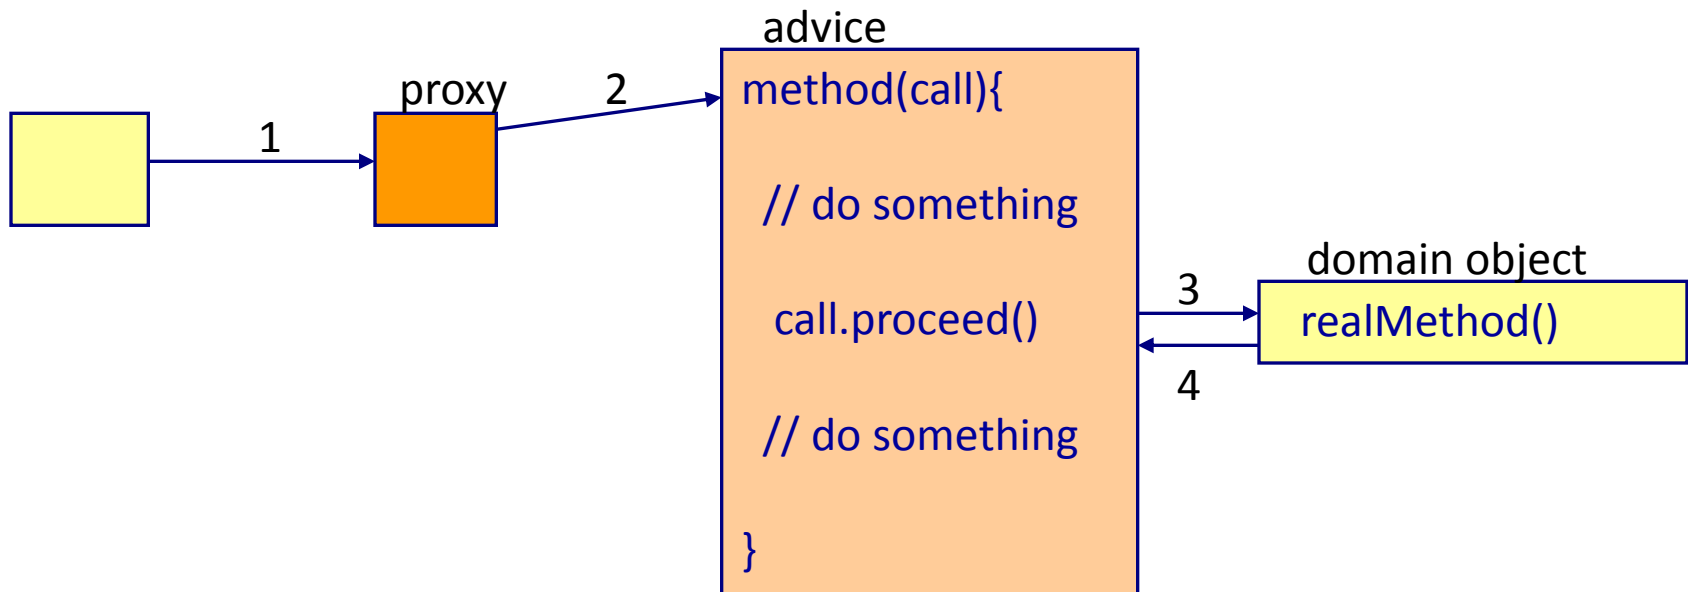 advice
proxy
2
method(call){
1
// do something
domain object
3
call.proceed()
realMethod()
4
// do something
}